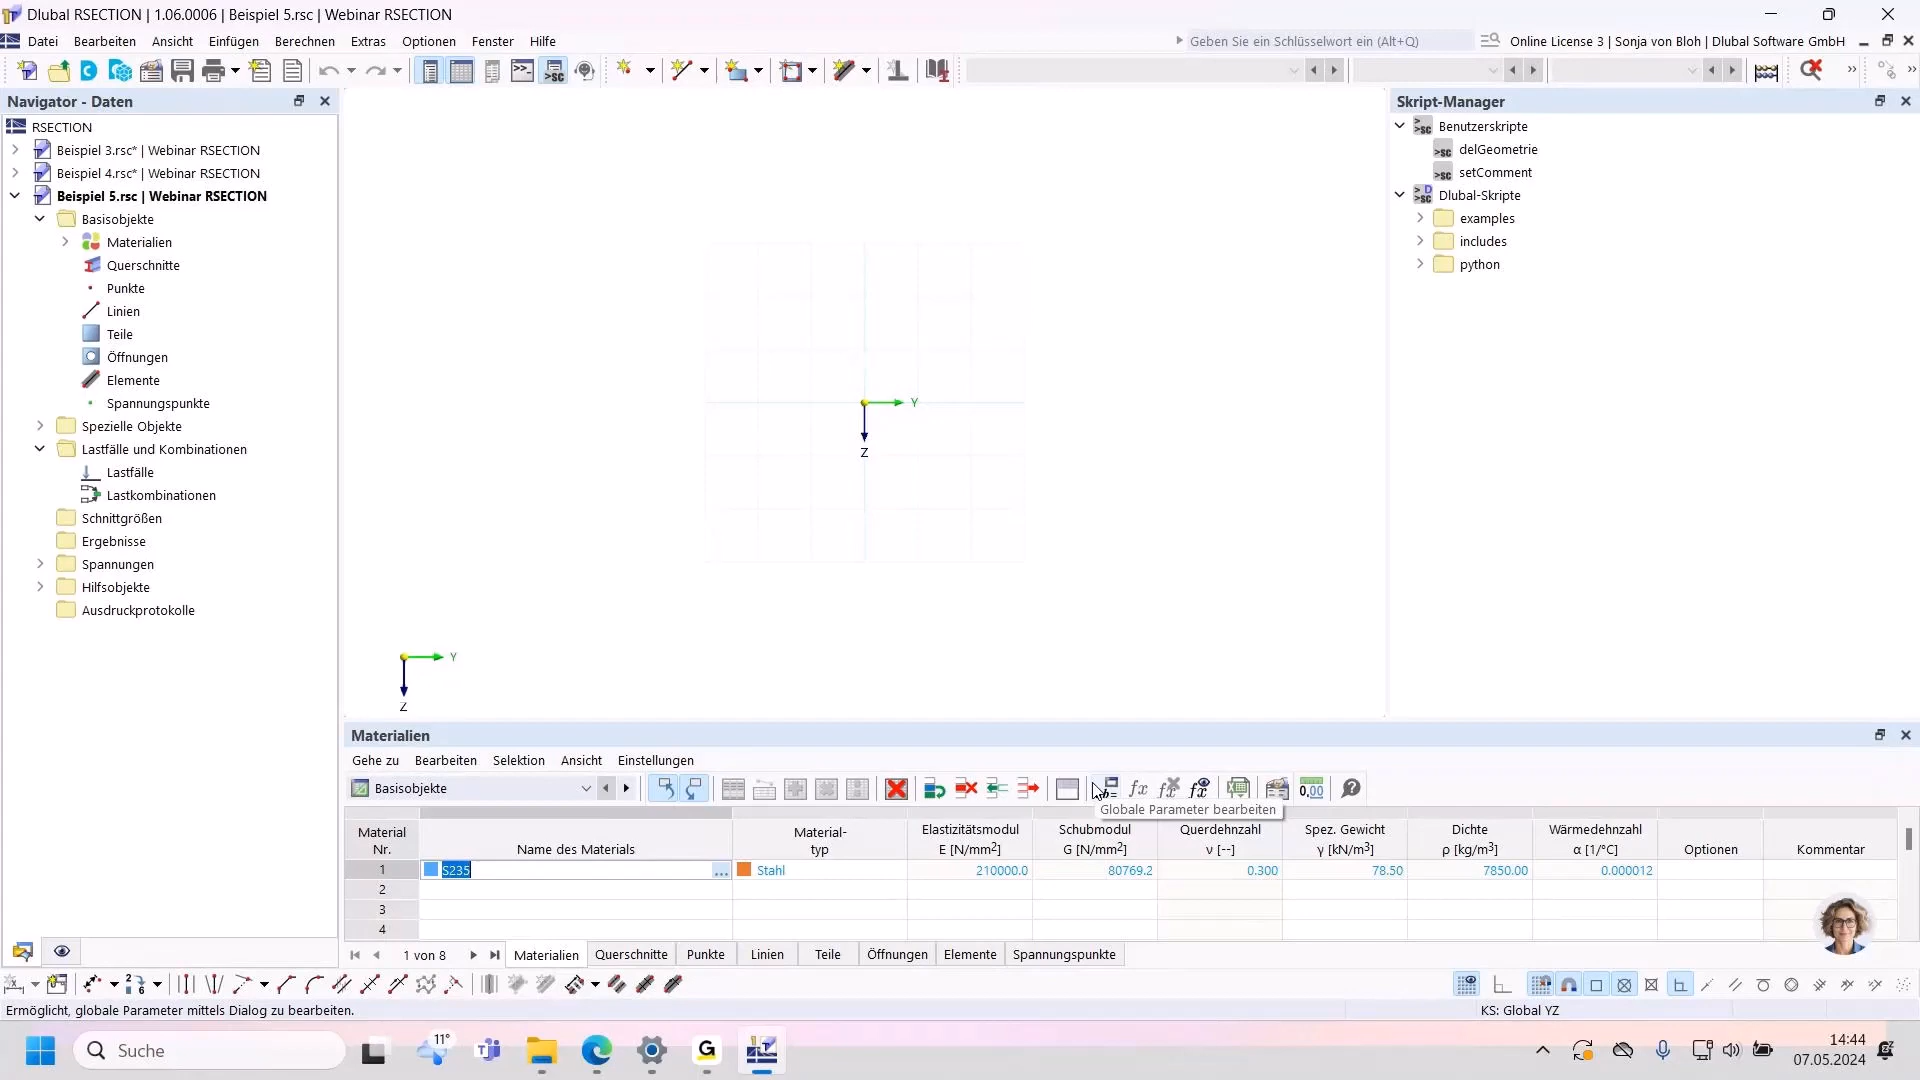 Dlubal RSECTION | 1.06.0006 | Beispiel 5.rsc | Webinar RSECTION
Datei Bearbeiten Ansicht Einfügen Berechnen Extras Optionen Fenster Hilfe
Geben Sie ein Schlüsselwort ein (Alt+Q)
Online License 3 | Sonja von Bloh | Dlubal Software GmbH
Navigator - Daten
RSECTION
Beispiel 3.rsc* | Webinar RSECTION
Beispiel 4.rsc* | Webinar RSECTION
Beispiel 5.rsc | Webinar RSECTION
Basisobjekte
Materialien
Querschnitte
Punkte
Linien
Teile
Öffnungen
Elemente
Spannungspunkte
Spezielle Objekte
Lastfälle und Kombinationen
Lastfälle
Lastkombinationen
Schnittgrößen
Ergebnisse
Spannungen
Hilfsobjekte
Ausdruckprotokolle
Y
Z
Y
Z
Skript-Manager
Benutzerskripte
delGeometrie
setComment
Dlubal-Skripte
examples
includes
python
Materialien
Gehe zu Bearbeiten Selektion Ansicht Einstellungen
Basisobjekte
Globale Parameter bearbeiten
Material Nr. Name des Materials Material-typ Elastizitätsmodul E [N/mm²] Schubmodul G [N/mm²] Querdehnzahl ν [--] Spez. Gewicht γ [kN/m³] Dichte ρ [kg/m³] Wärmedehnzahl α [1/°C] Optionen Kommentar
1 S235 ... Stahl 210000.0 80769.2 0.300 78.50 7850.00 0.000012
2
3
4
1 von 8 Materialien Querschnitte Punkte Linien Teile Öffnungen Elemente Spannungspunkte
Ermöglicht, globale Parameter mittels Dialog zu bearbeiten.
KS: Global YZ
Suche
11°
14:44
07.05.2024